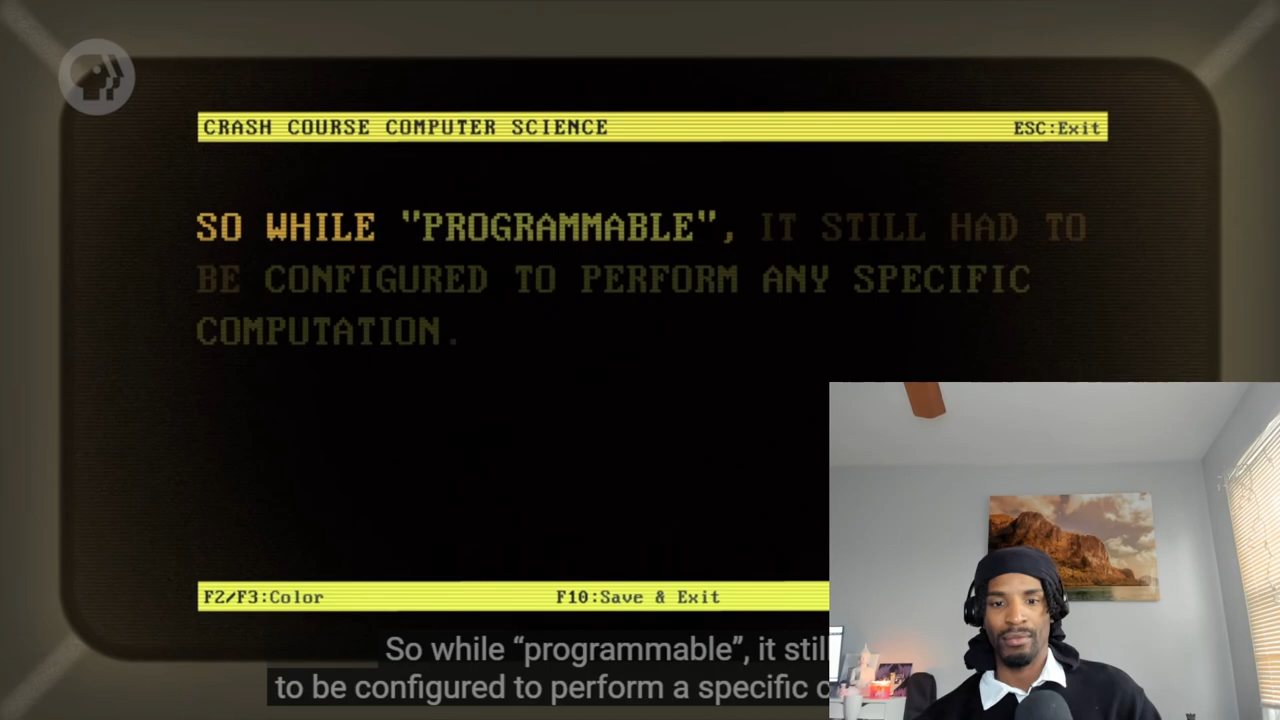 CRASH COURSE COMPUTER SCIENCE ESC:Exit
SO WHILE "PROGRAMMABLE", IT STILL HAD TO
BE CONFIGURED TO PERFORM ANY SPECIFIC
COMPUTATION.
F2/F3:Color F10:Save & Exit
So while “programmable”, it still
to be configured to perform a specific